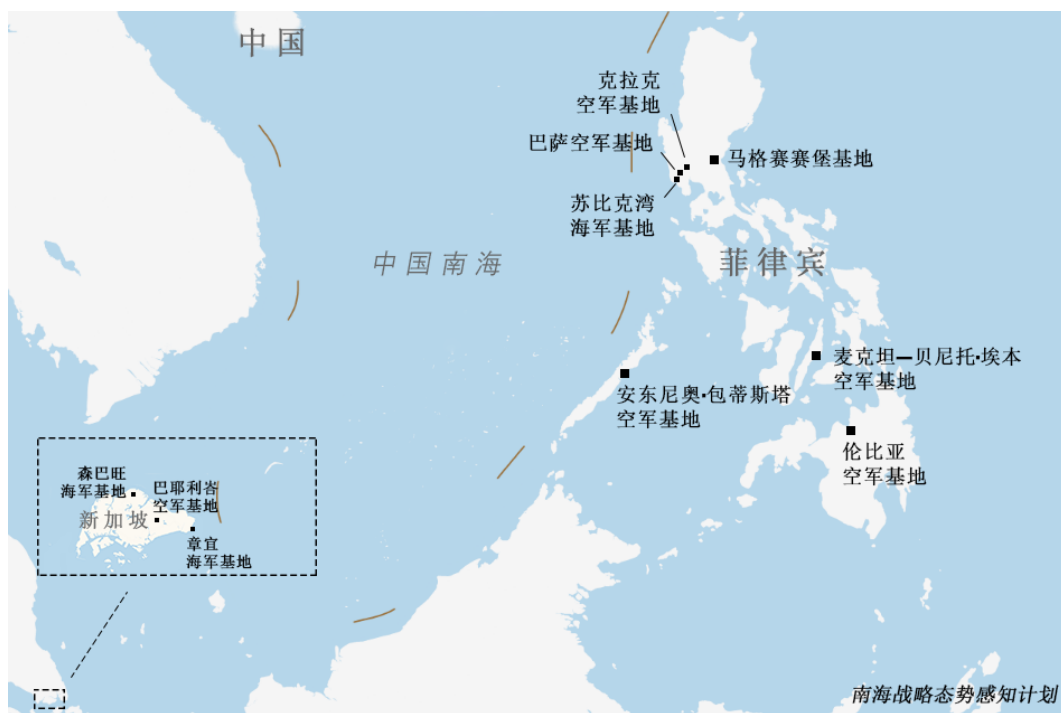 中国
克拉克
空军基地
巴萨空军基地
马格赛赛堡基地
苏比克湾
海军基地
中国南海
菲律宾
麦克坦—贝尼托·埃本
空军基地
安东尼奥·包蒂斯塔
空军基地
伦比亚
空军基地
森巴旺
海军基地
巴耶利峇
空军基地
新加坡
章宜
海军基地
南海战略态势感知计划